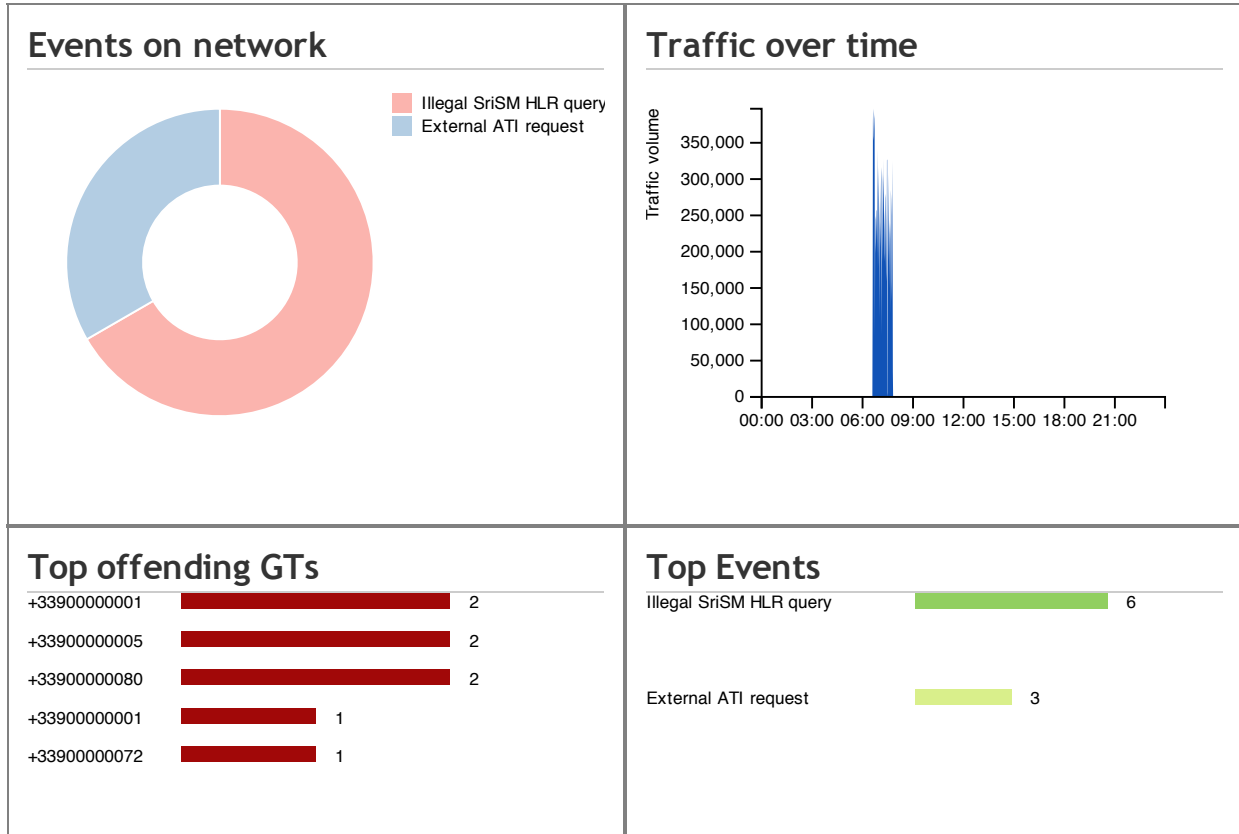 Events on network
Illegal SriSM HLR query
External ATI request
Traffic over time
Traffic volume
350,000
300,000
250,000
200,000
150,000
100,000
50,000
0
00:00 03:00 06:00 09:00 12:00 15:00 18:00 21:00
Top offending GTs
+33900000001 2
+33900000005 2
+33900000080 2
+33900000001 1
+33900000072 1
Top Events
Illegal SriSM HLR query 6
External ATI request 3